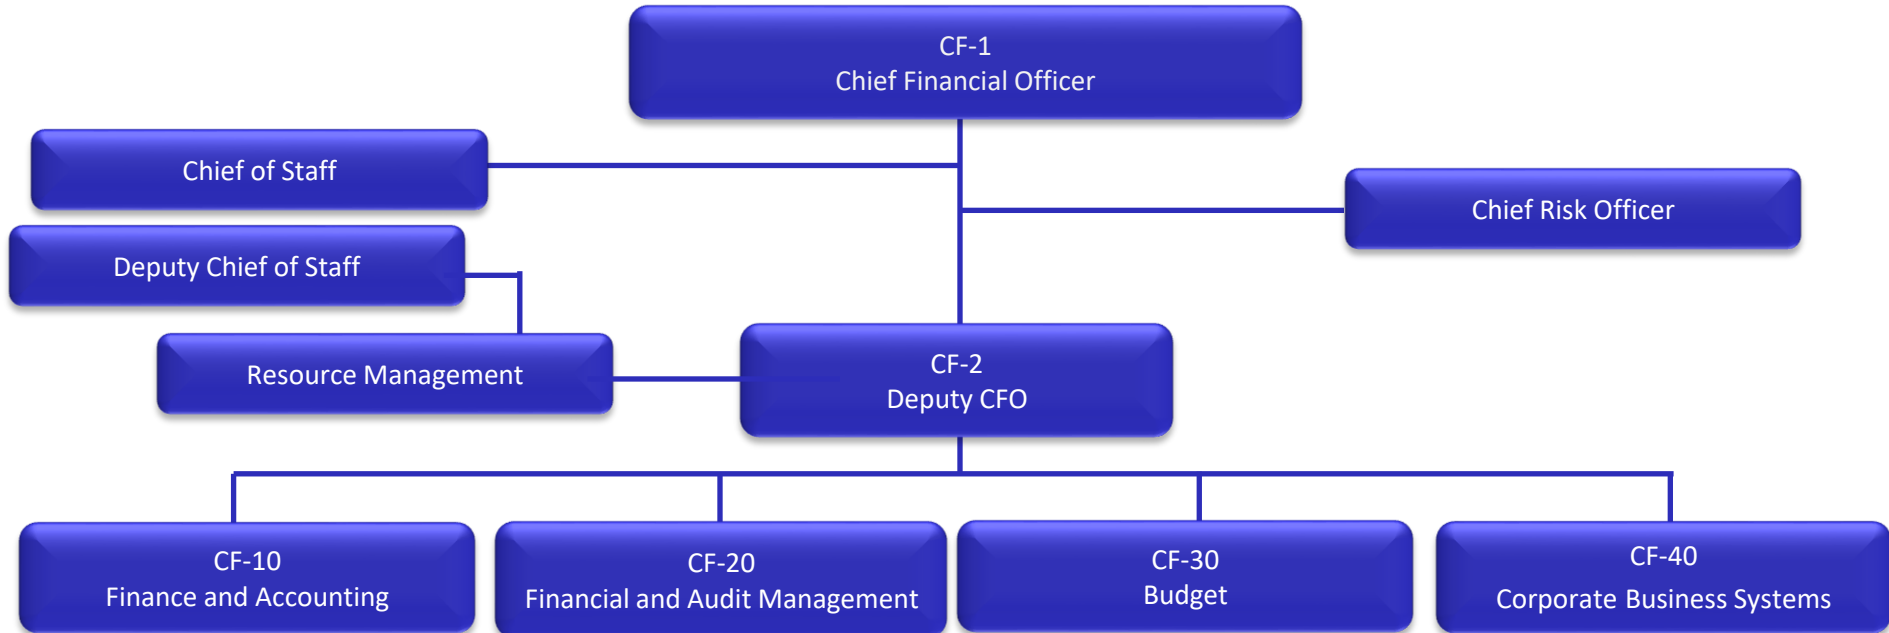 CF-1
Chief Financial Officer
Chief of Staff
Chief Risk Officer
Deputy Chief of Staff
Resource Management
CF-2
Deputy CFO
CF-10
Finance and Accounting
CF-20
Financial and Audit Management
CF-30
Budget
CF-40
Corporate Business Systems